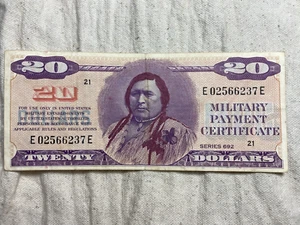 20 20
21
20
E 02566237 E
FOR USE ONLY IN UNITED STATES
MILITARY ESTABLISHMENTS
BY UNITED STATES AUTHORIZED
PERSONNEL IN ACCORDANCE WITH
APPLICABLE RULES AND REGULATIONS
MILITARY
PAYMENT
CERTIFICATE
E 02566237 E
SERIES 692 21
TWENTY DOLLARS